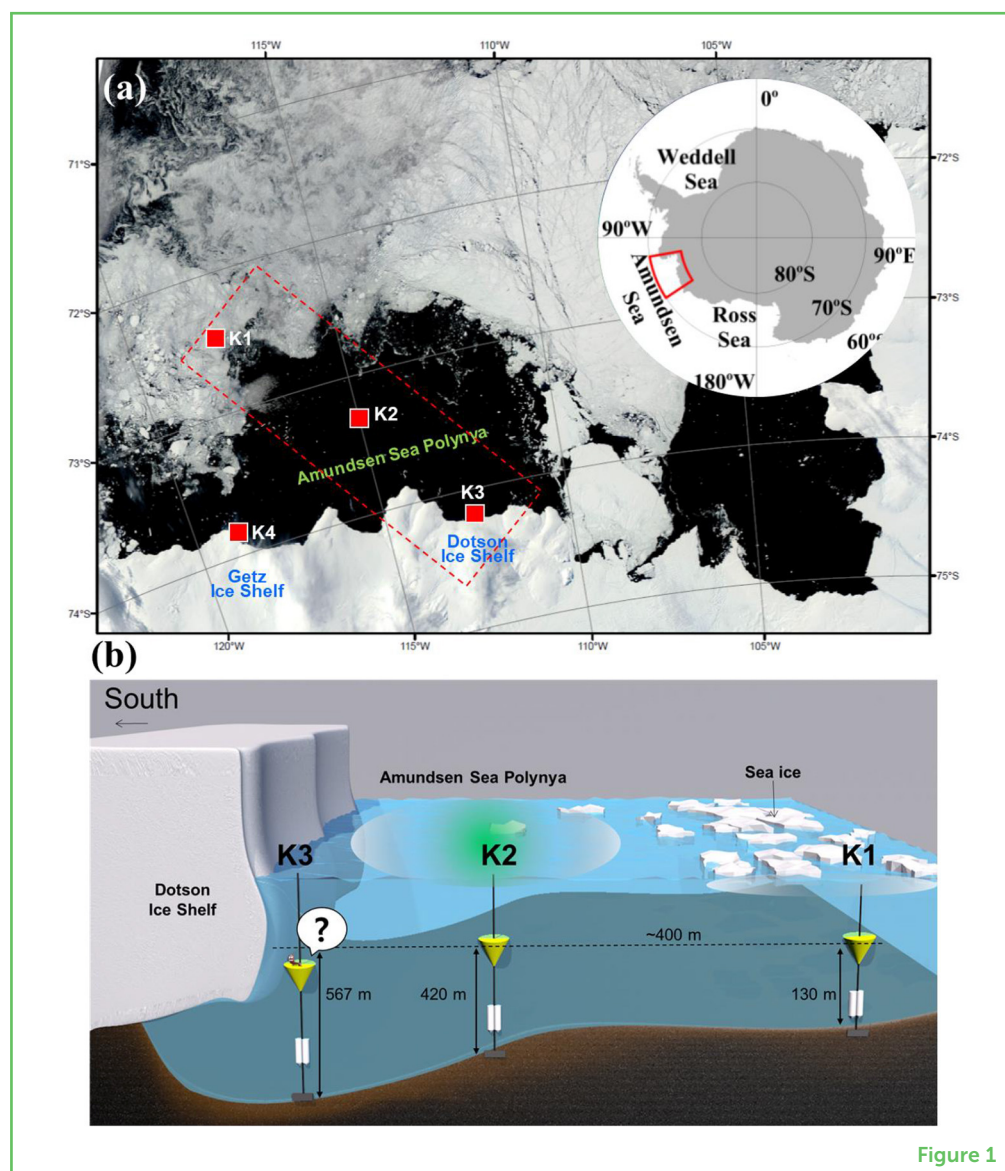 115°W
110°W
105°W
(a)
0°
71°S
72°S
Weddell
Sea
90°W
90°E
Amundsen
Sea
80°S
70°S
Ross
Sea
180°W
73°S
72°S
K1
K2
Amundsen Sea Polynya
74°S
73°S
K3
K4
Dotson
Ice Shelf
Getz
Ice Shelf
75°S
74°S
120°W
115°W
110°W
105°W
(b)
South
Amundsen Sea Polynya
Sea ice
K3
K2
K1
Dotson
Ice Shelf
?
~400 m
567 m
420 m
130 m
Figure 1